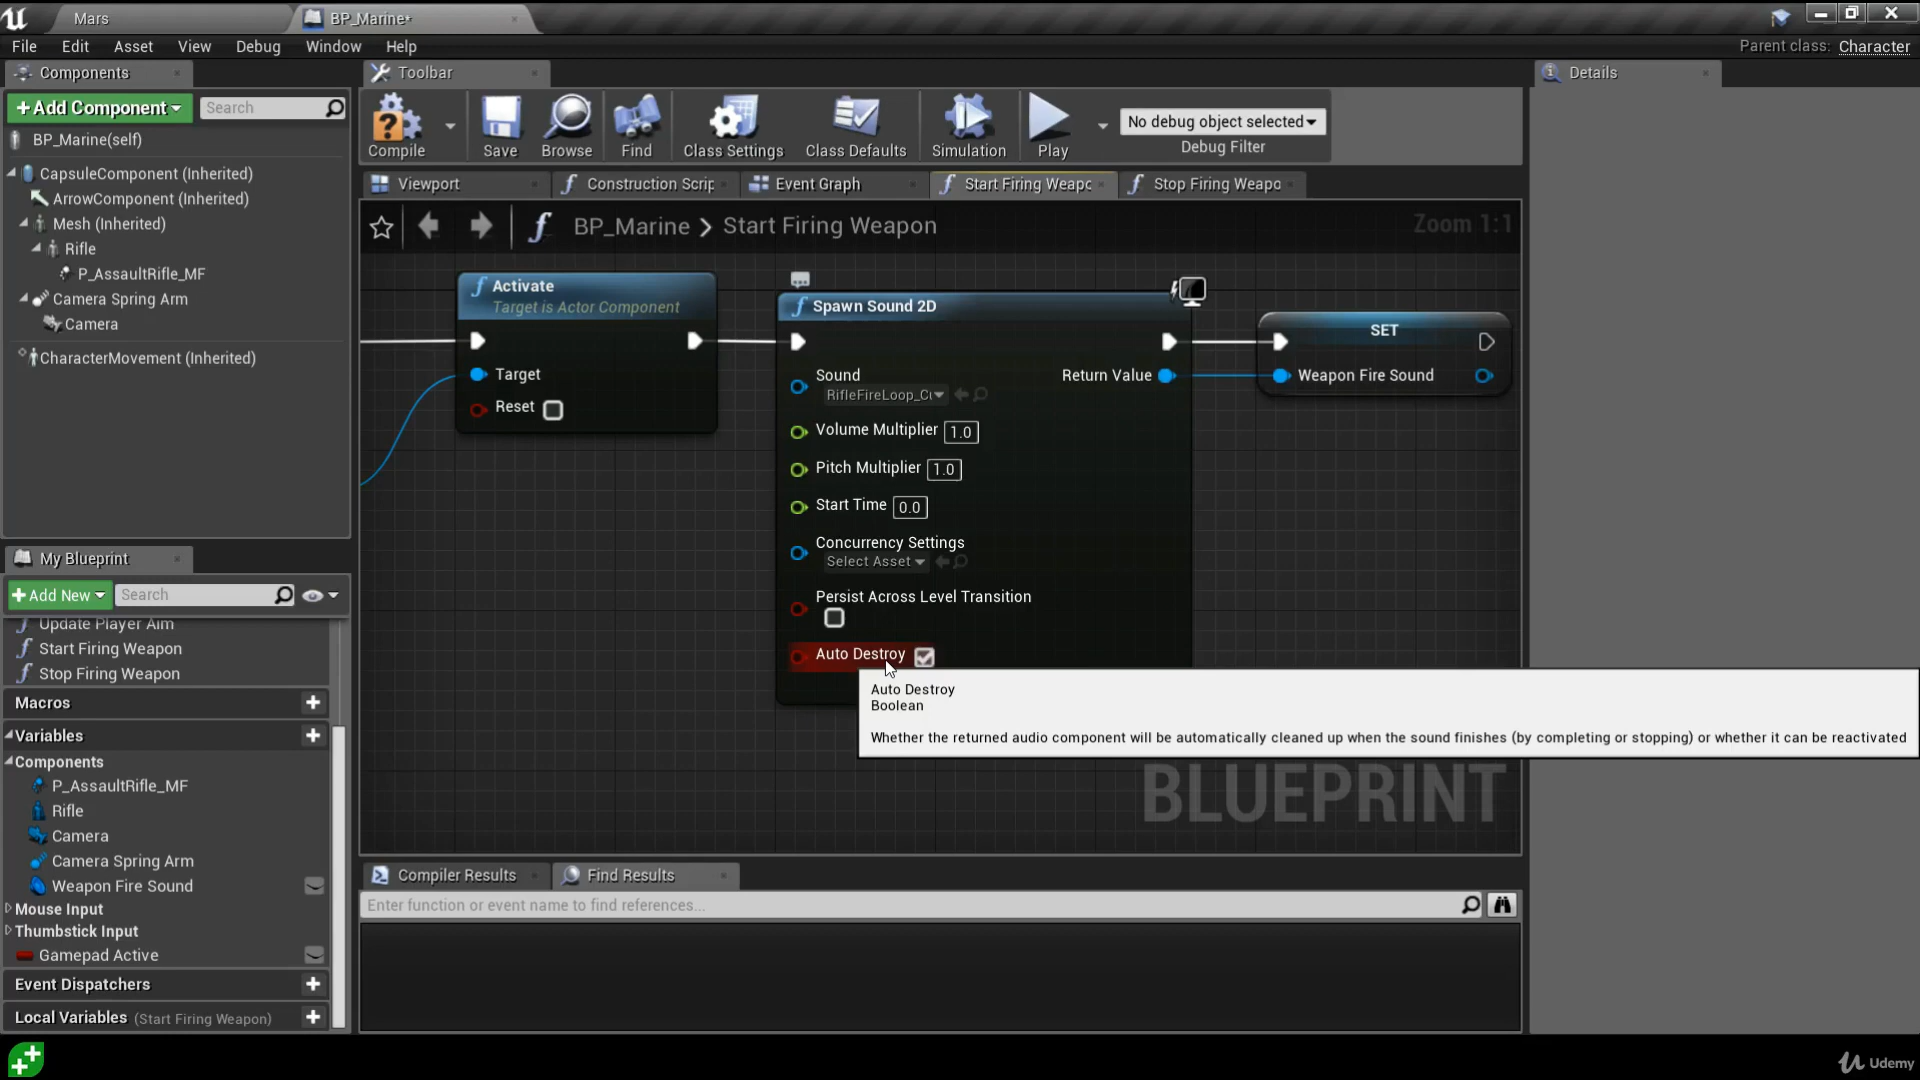 Mars
BP_Marine*
File Edit Asset View Debug Window Help
Parent class: Character
Components
Toolbar
Details
Add Component
Search
BP_Marine(self)
CapsuleComponent (Inherited)
ArrowComponent (Inherited)
Mesh (Inherited)
Rifle
P_AssaultRifle_MF
Camera Spring Arm
Camera
CharacterMovement (Inherited)
Compile
Save
Browse
Find
Class Settings
Class Defaults
Simulation
Play
No debug object selected
Debug Filter
Viewport
Construction Scrip
Event Graph
Start Firing Weapc
Stop Firing Weapo
BP_Marine > Start Firing Weapon
Zoom 1:1
Activate
Target is Actor Component
Target
Reset
Spawn Sound 2D
Sound
RifleFireLoop_Cu
Return Value
Volume Multiplier 1.0
Pitch Multiplier 1.0
Start Time 0.0
Concurrency Settings
Select Asset
Persist Across Level Transition
Auto Destroy
SET
Weapon Fire Sound
Auto Destroy
Boolean
Whether the returned audio component will be automatically cleaned up when the sound finishes (by completing or stopping) or whether it can be reactivated
BLUEPRINT
My Blueprint
Add New
Search
Update Player Aim
Start Firing Weapon
Stop Firing Weapon
Macros
Variables
Components
P_AssaultRifle_MF
Rifle
Camera
Camera Spring Arm
Weapon Fire Sound
Mouse Input
Thumbstick Input
Gamepad Active
Event Dispatchers
Local Variables (Start Firing Weapon)
Compiler Results
Find Results
Enter function or event name to find references...
Udemy